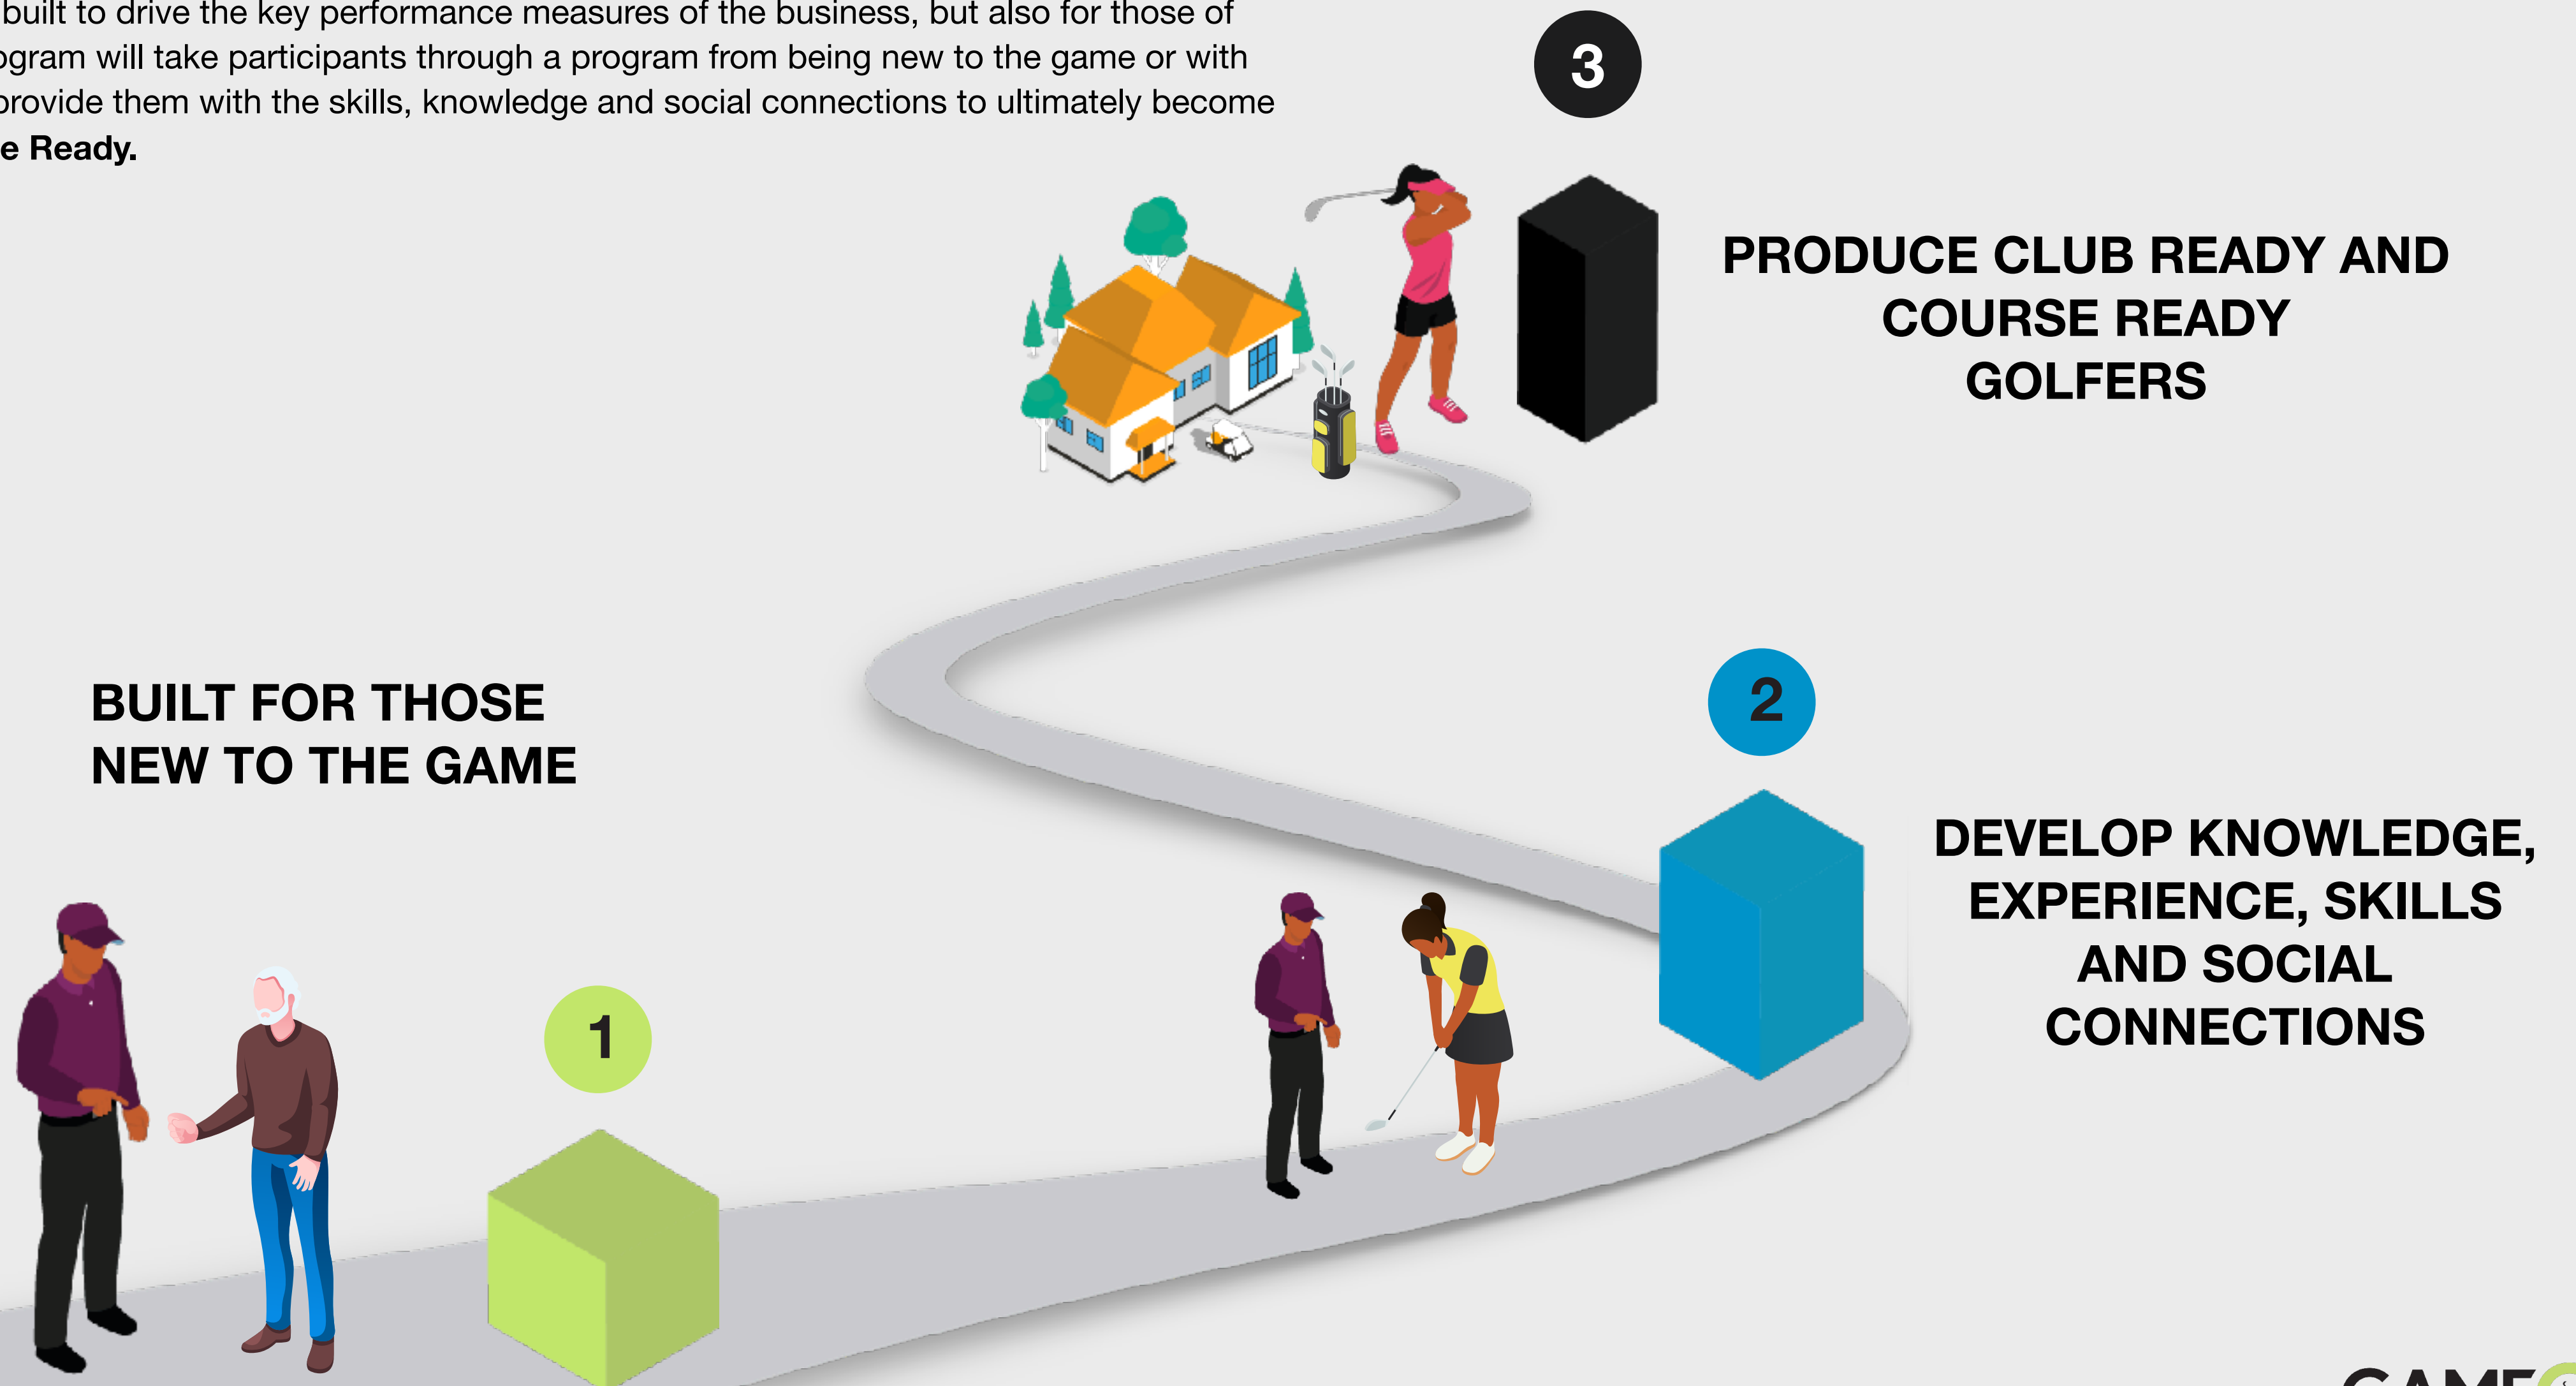 built to drive the key performance measures of the business, but also for those of
ogram will take participants through a program from being new to the game or with
provide them with the skills, knowledge and social connections to ultimately become
e Ready.
3
PRODUCE CLUB READY AND
COURSE READY
GOLFERS
BUILT FOR THOSE
NEW TO THE GAME
2
DEVELOP KNOWLEDGE,
EXPERIENCE, SKILLS
AND SOCIAL
CONNECTIONS
1
GAME